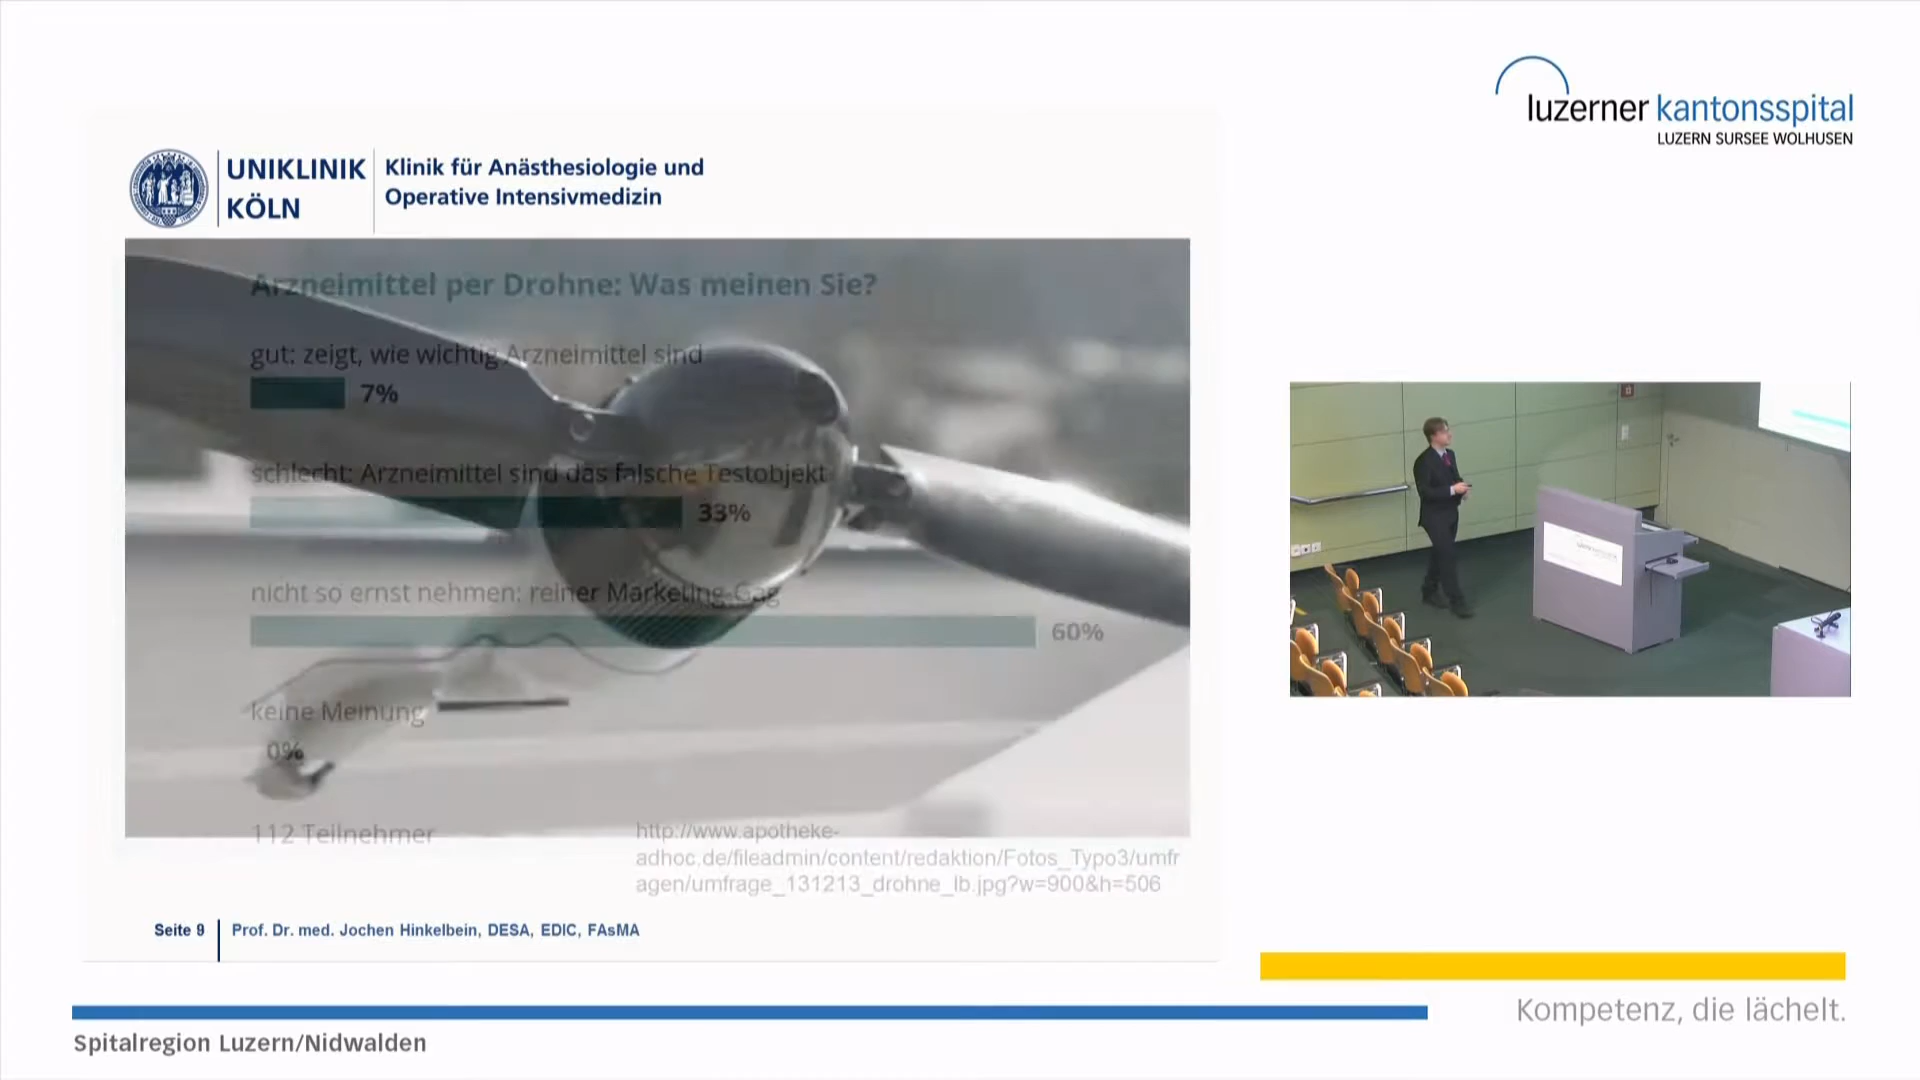 luzerner kantonsspital
LUZERN SURSEE WOLHUSEN
UNIKLINIK
KÖLN
Klinik für Anästhesiologie und
Operative Intensivmedizin
Arzneimittel per Drohne: Was meinen Sie?
gut: zeigt, wie wichtig Arzneimittel sind
7%
schlecht: Arzneimittel sind das falsche Testobjekt
33%
nicht so ernst nehmen: reiner Marketing-Gag
60%
keine Meinung
0%
112 Teilnehmer
http://www.apotheke-
adhoc.de/fileadmin/content/redaktion/Fotos_Typo3/umfr
agen/umfrage_131213_drohne_lb.jpg?w=900&h=506
Seite 9
Prof. Dr. med. Jochen Hinkelbein, DESA, EDIC, FAsMA
Kompetenz, die lächelt.
Spitalregion Luzern/Nidwalden